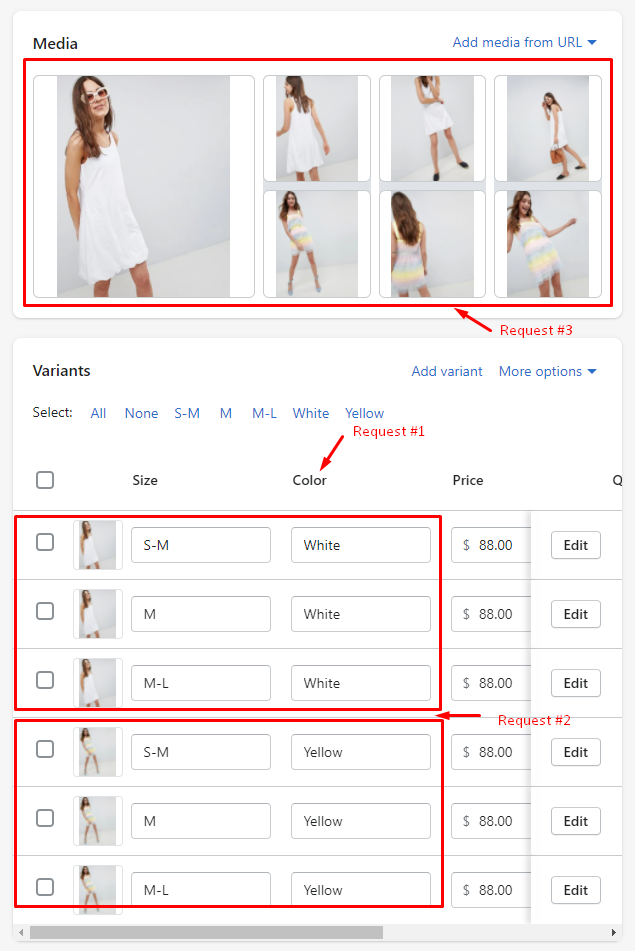 Media
Add media from URL
Request #3
Variants
Add variant
More options
Select: All None S-M M M-L White Yellow
Request #1
Size Color Price Q
S-M White $ 88.00 Edit
M White $ 88.00 Edit
M-L White $ 88.00 Edit
Request #2
S-M Yellow $ 88.00 Edit
M Yellow $ 88.00 Edit
M-L Yellow $ 88.00 Edit